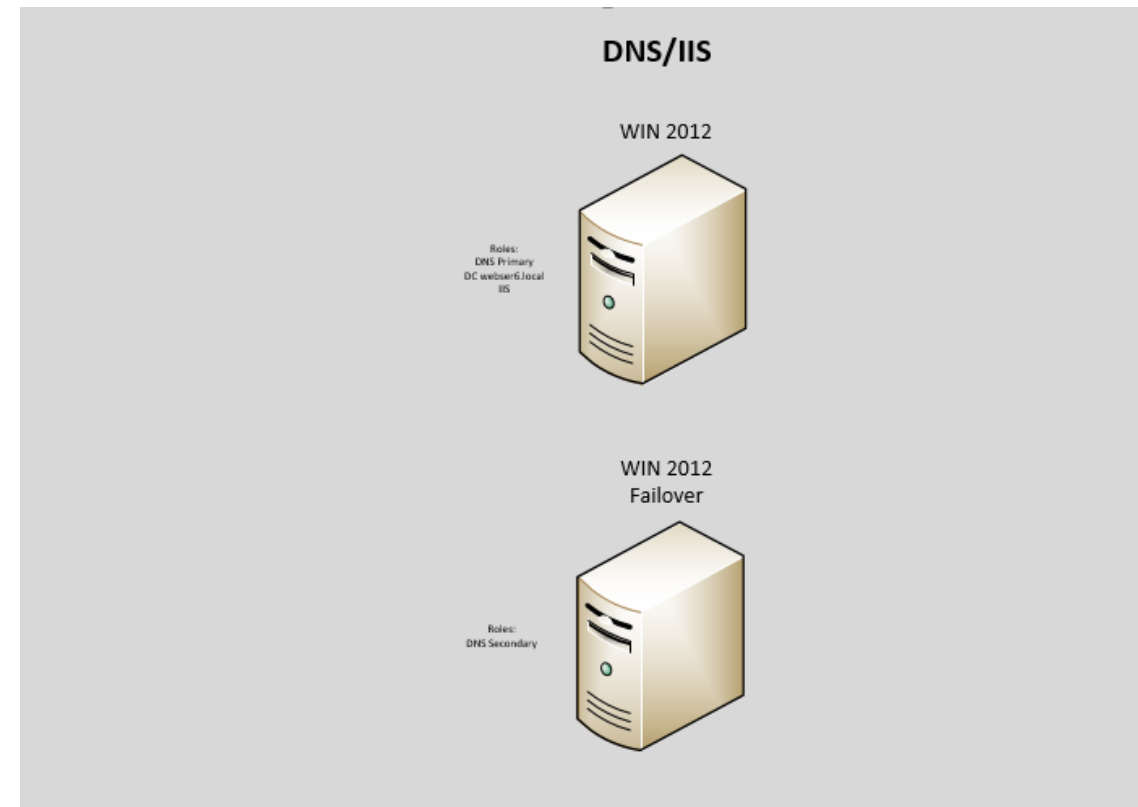 DNS/IIS
WIN 2012
Roles:
DNS Primary
DC webser6.local
IIS
WIN 2012
Failover
Roles:
DNS Secondary